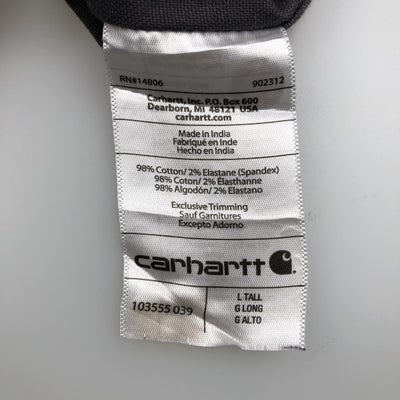 RN#14806 902312
Carhartt, Inc. P.O. Box 600
Dearborn, MI 48121 USA
carhartt.com
Made in India
Fabriqué en Inde
Hecho en India
98% Cotton/ 2% Elastane (Spandex)
98% Coton/ 2% Élasthanne
98% Algodón/ 2% Elastano
Exclusive Trimming
Sauf Garnitures
Excepto Adorno
carhartt
103555 039
L TALL
G LONG
G ALTO